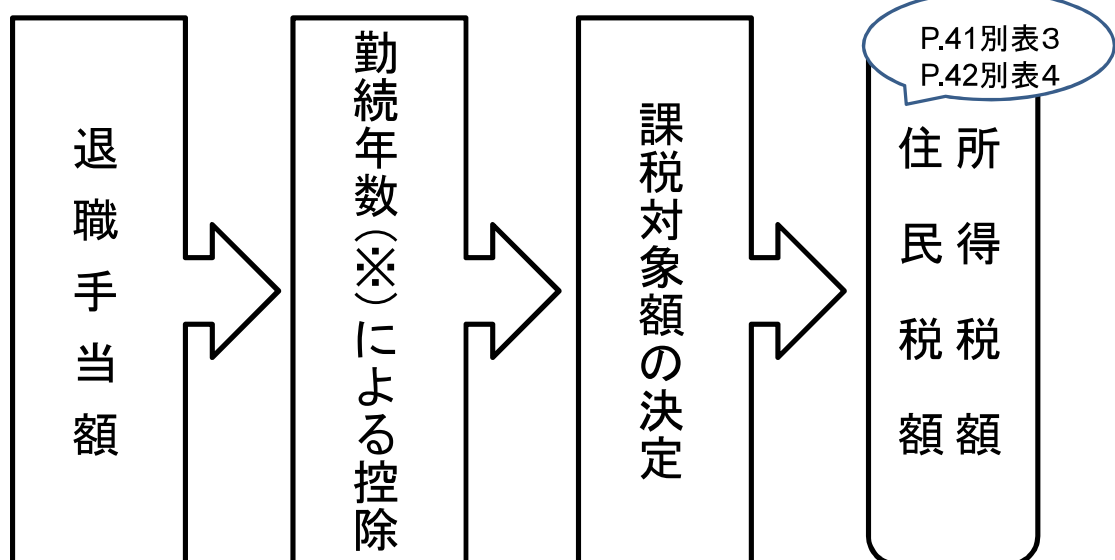 退職手当額
勤続年数(※)による控除
課税対象額の決定
P.41別表3
P.42別表4
所得税額
住民税額